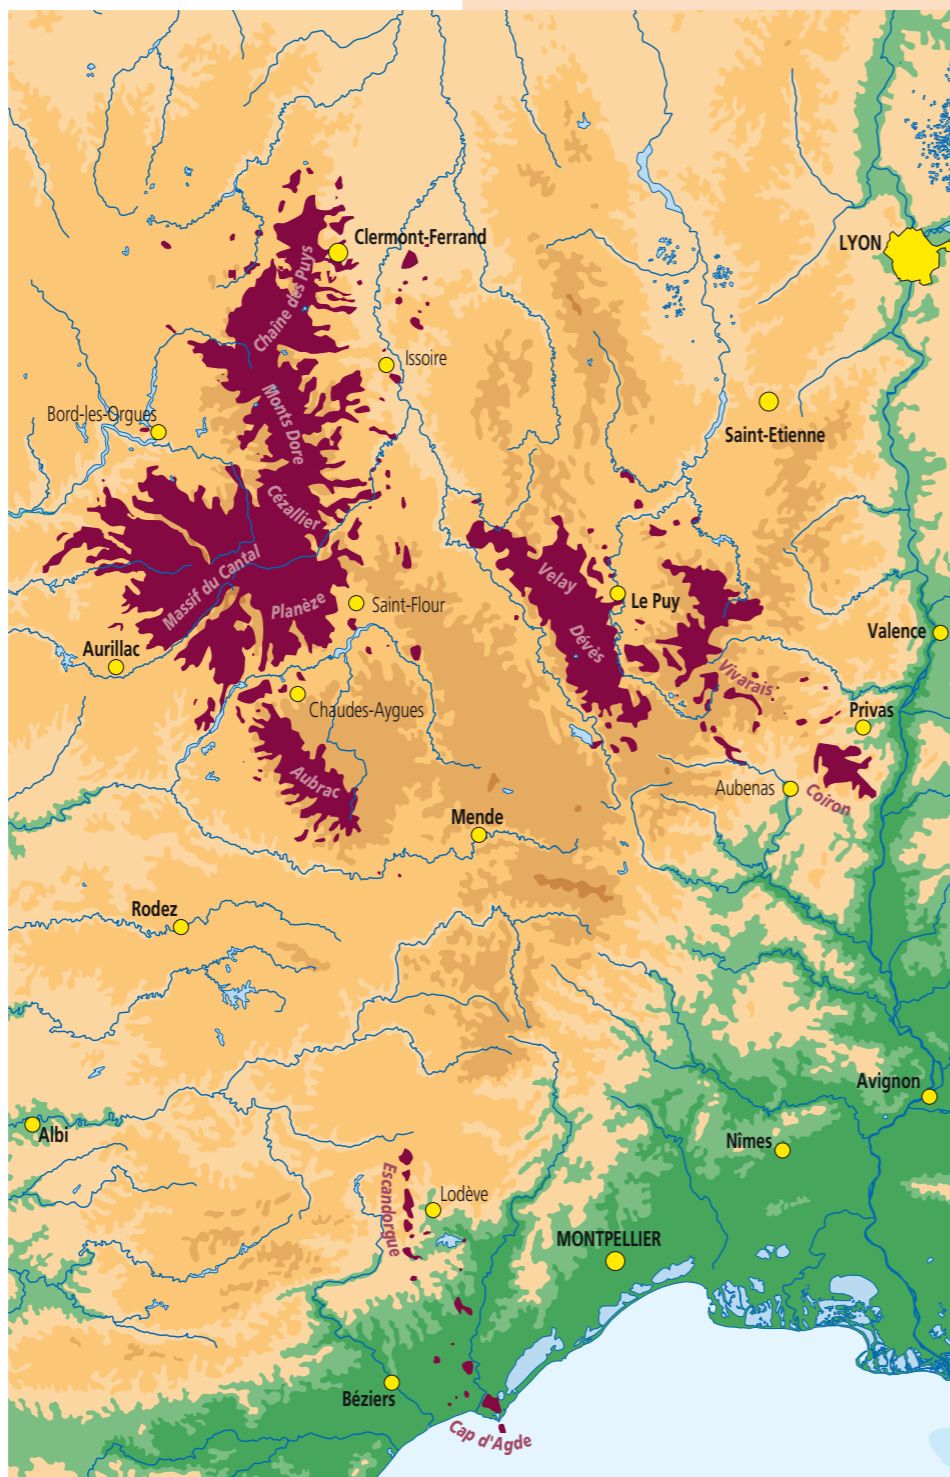 Clermont-Ferrand
LYON
Chaîne des Puys
Issoire
Bord-les-Orgues
Monts Dore
Saint-Etienne
Cézallier
Massif du Cantal
Planèze
Saint-Flour
Velay
Le Puy
Dévès
Valence
Aurillac
Vivarais
Chaudes-Aygues
Privas
Aubrac
Aubenas
Coiron
Mende
Rodez
Avignon
Albi
Nîmes
Escandorgue
Lodève
MONTPELLIER
Béziers
Cap d'Agde